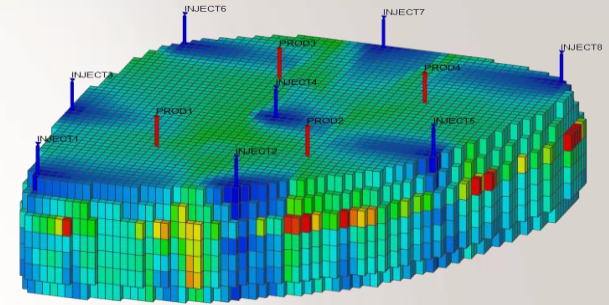 INJECT6
INJECT7
PROD3
INJECT8
PROD4
INJECT3
INJECT4
PROD1
PROD2
INJECT5
INJECT1
INJECT2